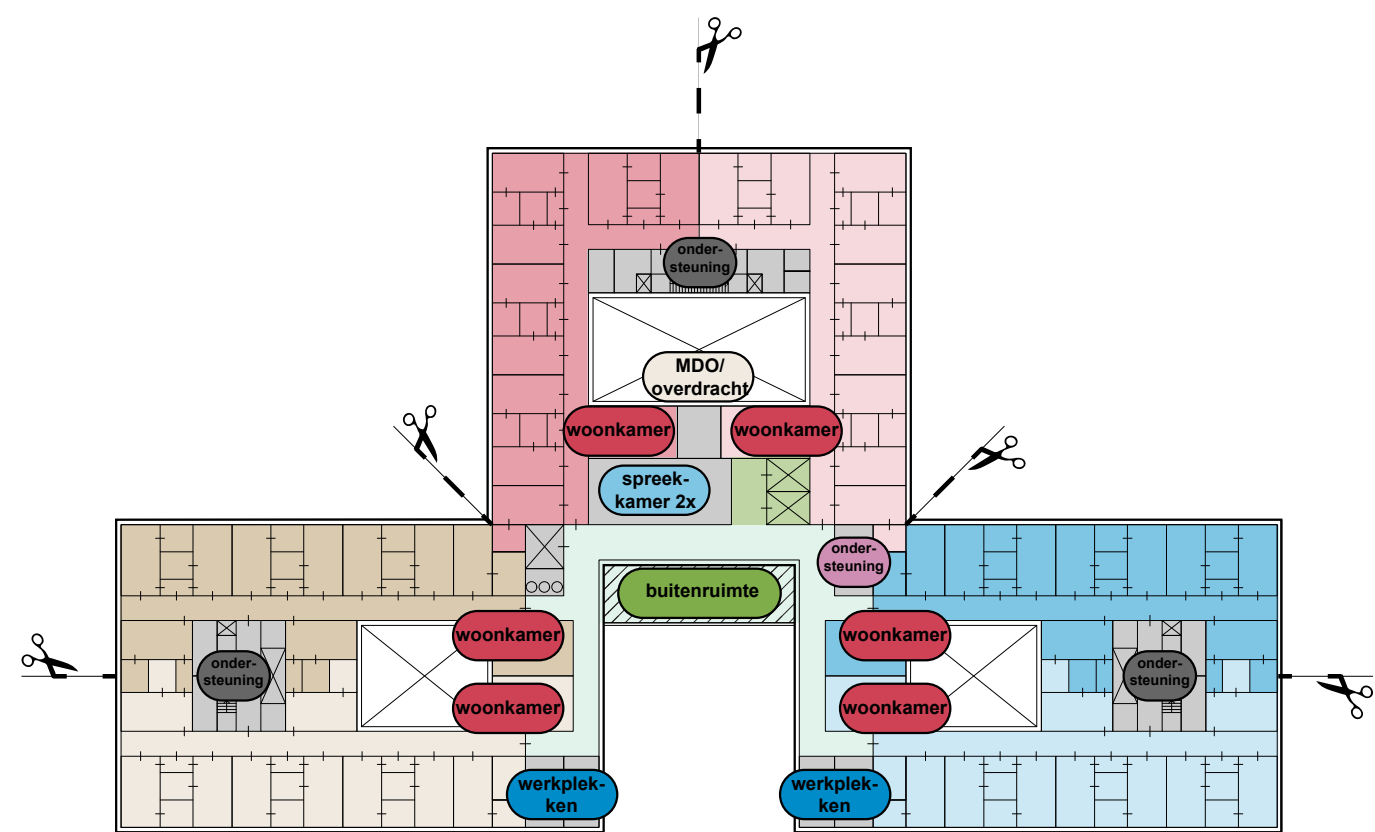 onder-
steuning
MDO/
overdracht
woonkamer
woonkamer
spreek-
kamer 2x
onder-
steuning
buitenruimte
woonkamer
woonkamer
onder-
steuning
onder-
steuning
woonkamer
woonkamer
werkplek-
ken
werkplek-
ken